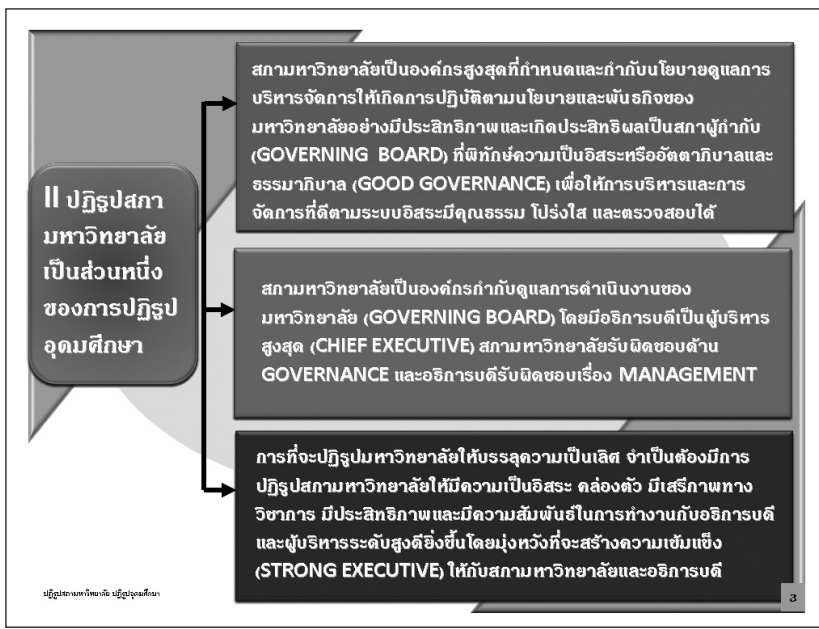 II ปฏิรูปสภา
มหาวิทยาลัย
เป็นส่วนหนึ่ง
ของการปฏิรูป
อุดมศึกษา
สภามหาวิทยาลัยเป็นองค์กรสูงสุดที่กำหนดและกำกับนโยบายดูแลการ
บริหารจัดการให้เกิดการปฏิบัติตามนโยบายและพันธกิจของ
มหาวิทยาลัยอย่างมีประสิทธิภาพและเกิดประสิทธิผลเป็นสภาผู้กำกับ
(GOVERNING BOARD) ที่พิทักษ์ความเป็นอิสระหรืออัตตาภิบาลและ
ธรรมาภิบาล (GOOD GOVERNANCE) เพื่อให้การบริหารและการ
จัดการที่ดีตามระบบอิสระมีคุณธรรม โปร่งใส และตรวจสอบได้
สภามหาวิทยาลัยเป็นองค์กรกำกับดูแลการดำเนินงานของ
มหาวิทยาลัย (GOVERNING BOARD) โดยมีอธิการบดีเป็นผู้บริหาร
สูงสุด (CHIEF EXECUTIVE) สภามหาวิทยาลัยรับผิดชอบด้าน
GOVERNANCE และอธิการบดีรับผิดชอบเรื่อง MANAGEMENT
การที่จะปฏิรูปมหาวิทยาลัยให้บรรลุความเป็นเลิศ จำเป็นต้องมีการ
ปฏิรูปสภามหาวิทยาลัยให้มีความเป็นอิสระ คล่องตัว มีเสรีภาพทาง
วิชาการ มีประสิทธิภาพและมีความสัมพันธ์ในการทำงานกับอธิการบดี
และผู้บริหารระดับสูงดียิ่งขึ้นโดยมุ่งหวังที่จะสร้างความเข้มแข็ง
(STRONG EXECUTIVE) ให้กับสภามหาวิทยาลัยและอธิการบดี
ปฏิรูปสภามหาวิทยาลัย ปฏิรูปอุดมศึกษา
3